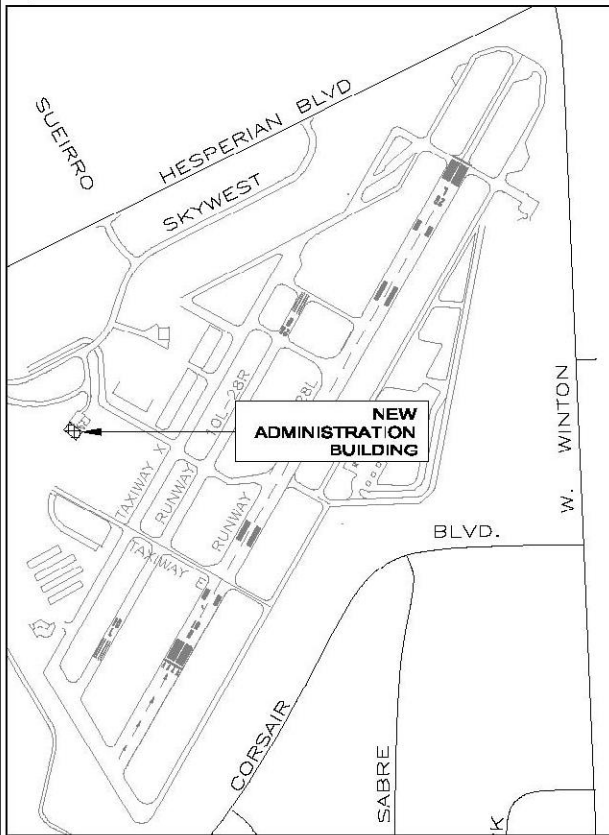 SUEIRRO
HESPERIAN BLVD
SKYWEST
10L-28R
28L
NEW
ADMINISTRATION
BUILDING
W. WINTON
TAXIWAY X
RUNWAY
RUNWAY
BLVD.
TAXIWAY E
CORSAIR
SABRE